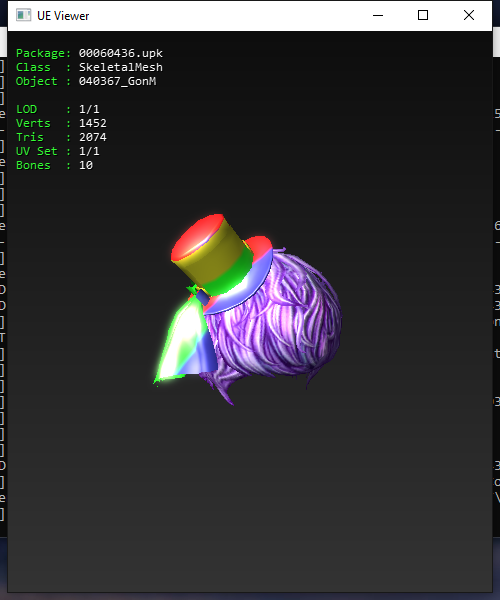 UE Viewer
Package: 00060436.upk
Class : SkeletalMesh
Object : 040367_GonM
LOD : 1/1
Verts : 1452
Tris : 2074
UV Set : 1/1
Bones : 10